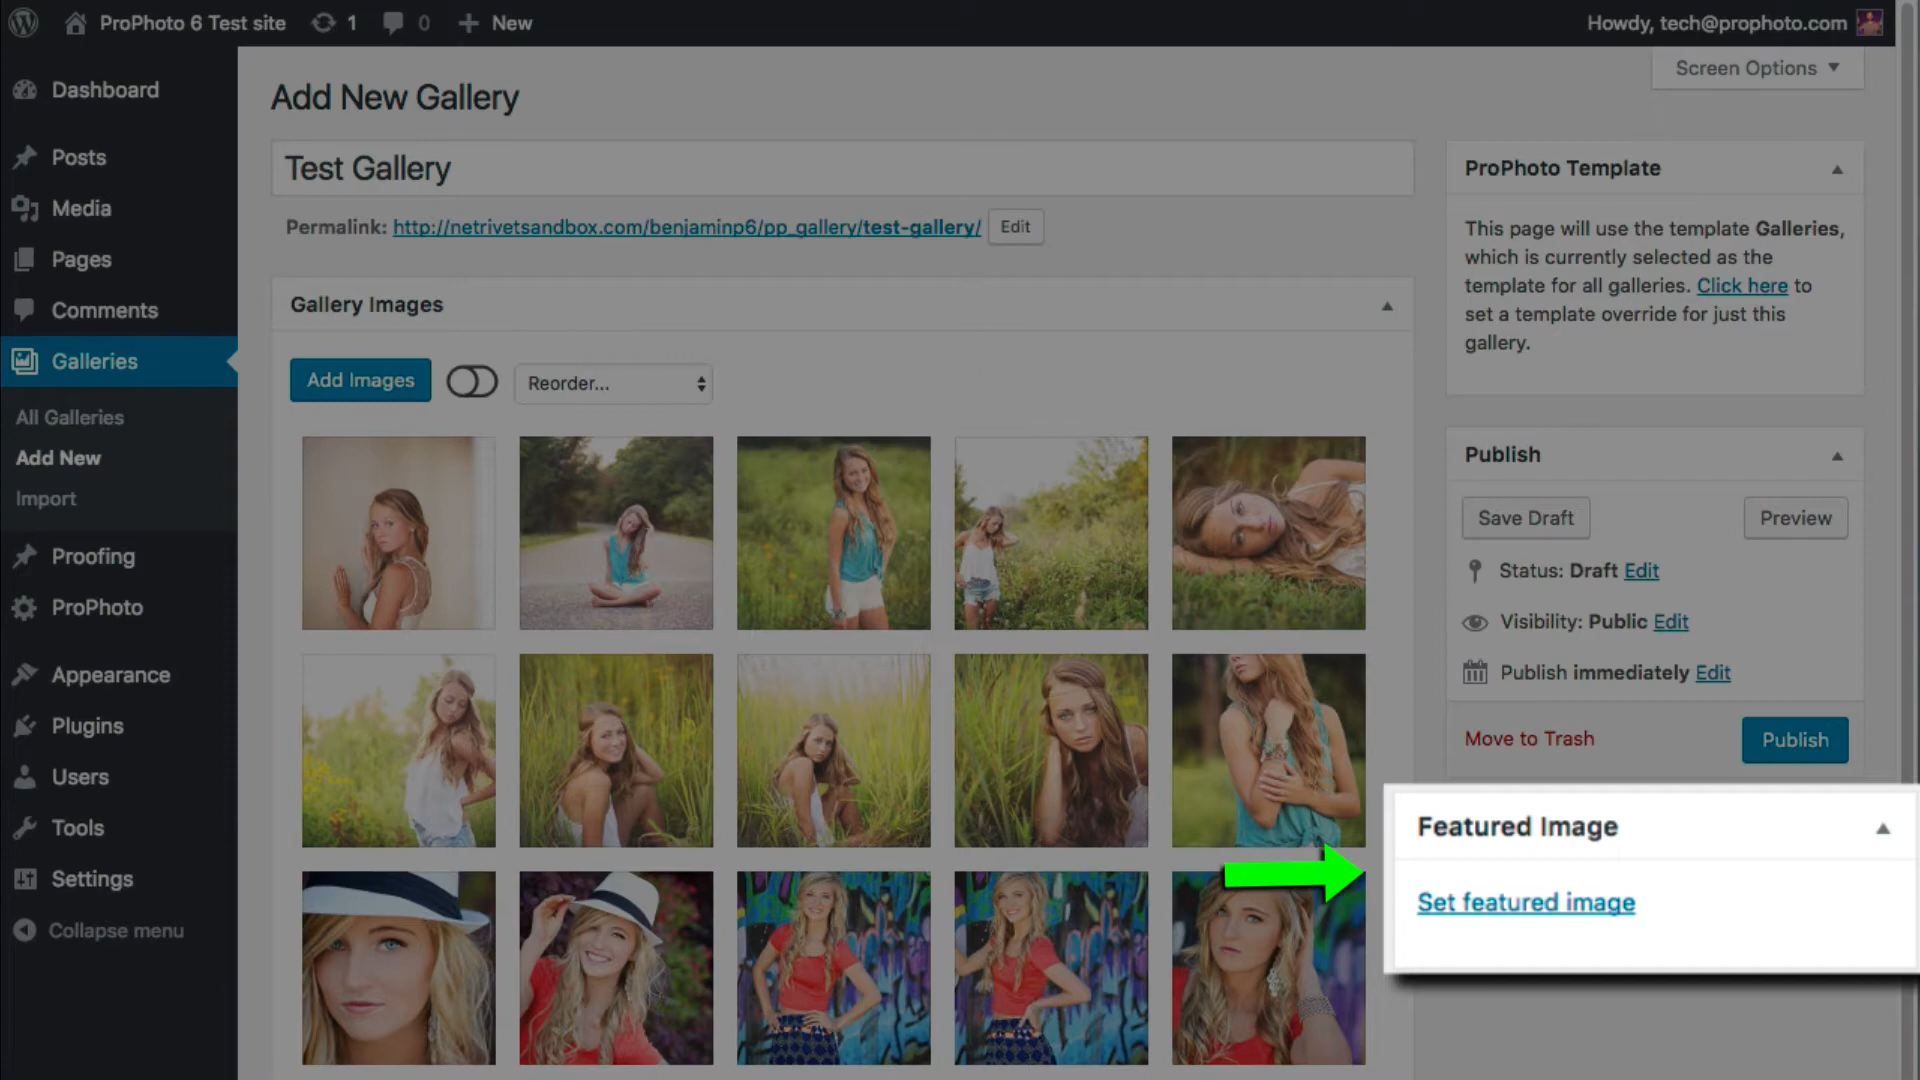 ProPhoto 6 Test site
1
0
New
Howdy, tech@prophoto.com
Screen Options
Dashboard
Posts
Media
Pages
Comments
Galleries
All Galleries
Add New
Import
Proofing
ProPhoto
Appearance
Plugins
Users
Tools
Settings
Collapse menu
Add New Gallery
Test Gallery
Permalink: http://netrivetsandbox.com/benjaminp6/pp_gallery/test-gallery/ Edit
Gallery Images
Add Images
Reorder...
ProPhoto Template
This page will use the template Galleries,
which is currently selected as the
template for all galleries. Click here to
set a template override for just this
gallery.
Publish
Save Draft
Preview
Status: Draft Edit
Visibility: Public Edit
Publish immediately Edit
Move to Trash
Publish
Featured Image
Set featured image